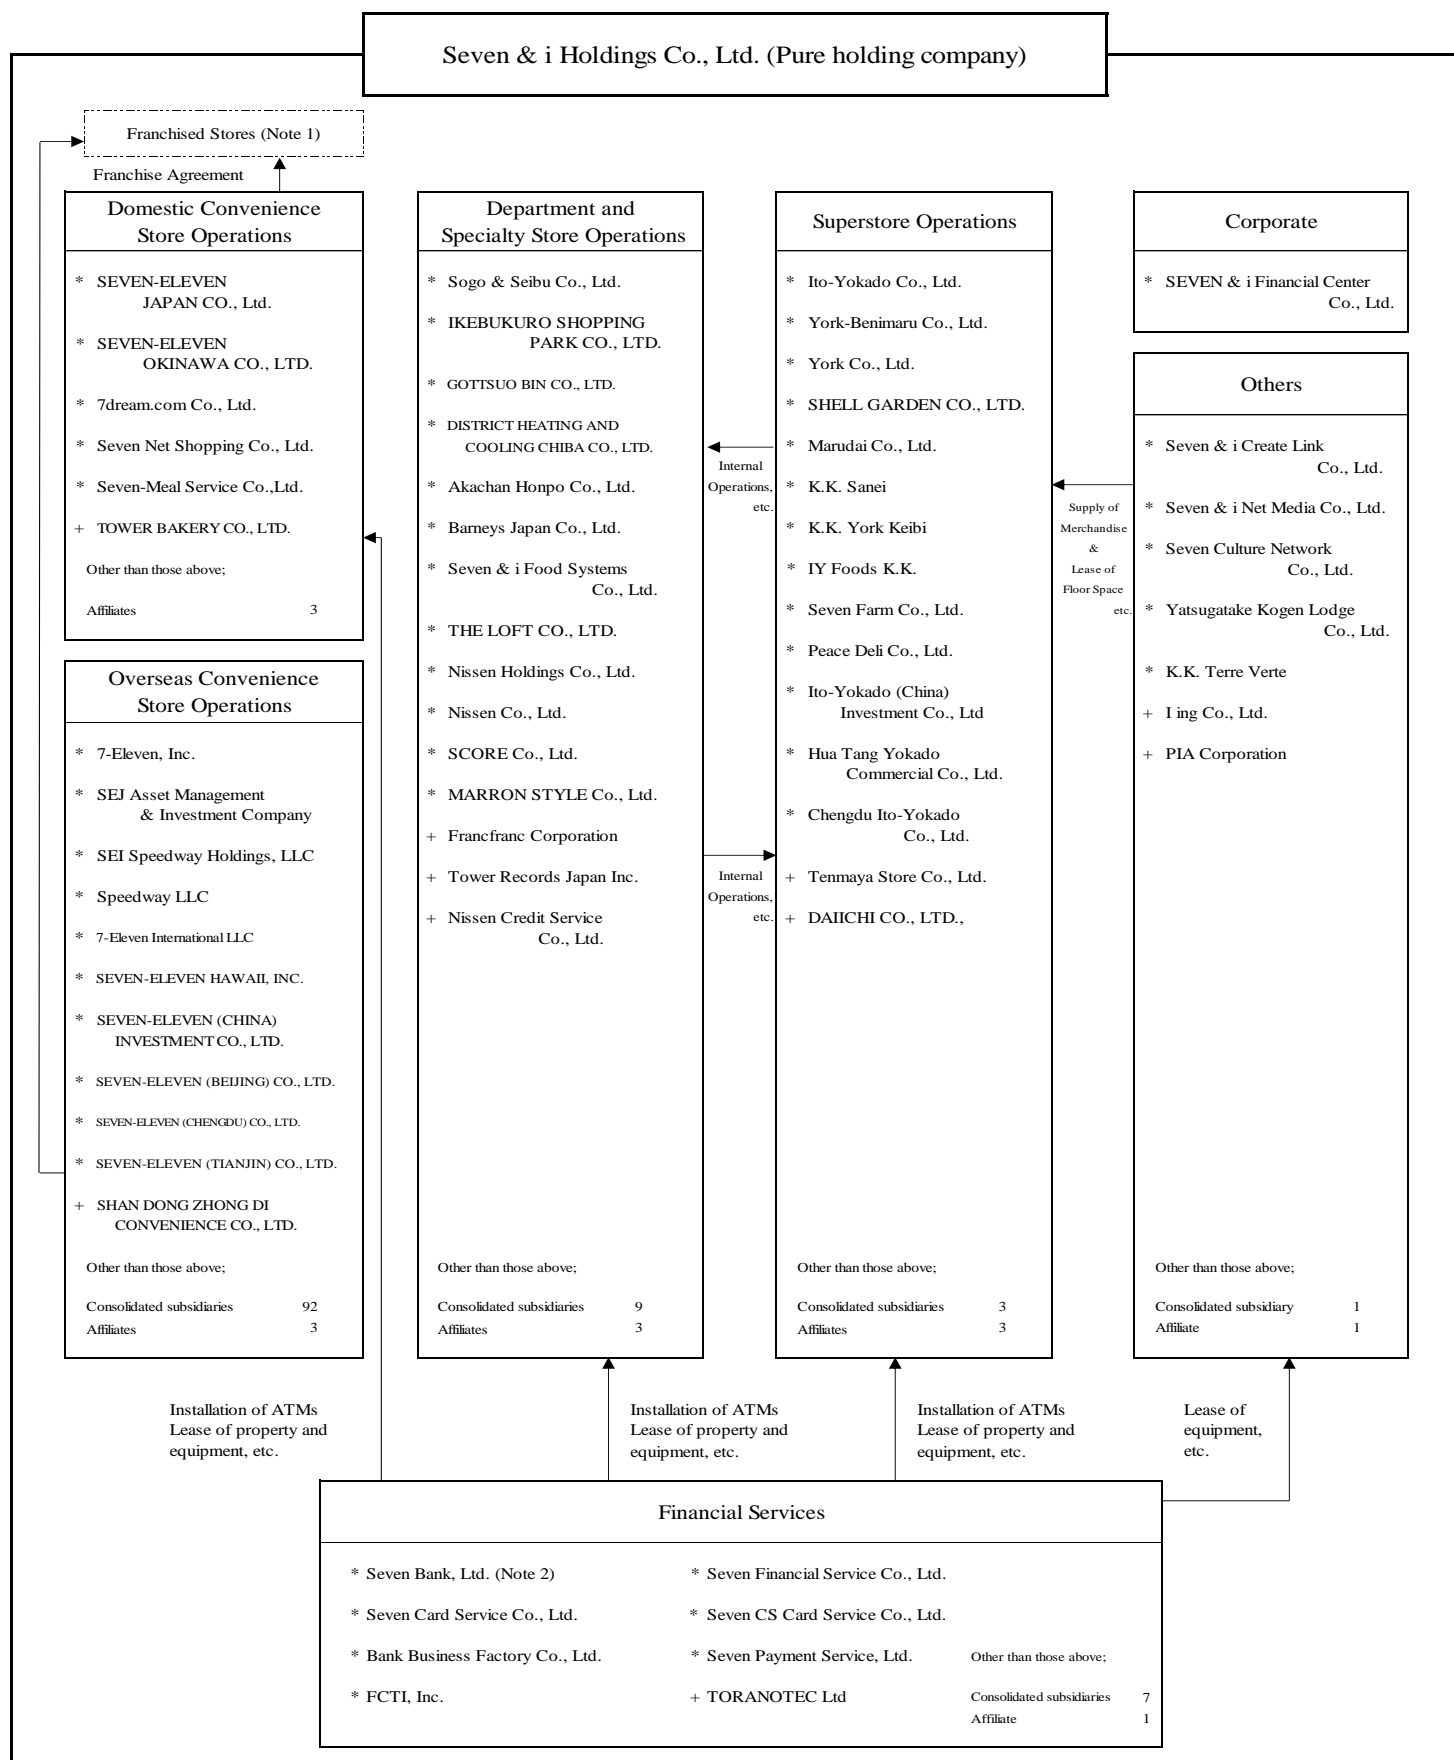 Seven & i Holdings Co., Ltd. (Pure holding company)
Franchised Stores (Note 1)
Franchise Agreement
Domestic Convenience
Store Operations
* SEVEN-ELEVEN
JAPAN CO., Ltd.
* SEVEN-ELEVEN
OKINAWA CO., LTD.
* 7dream.com Co., Ltd.
* Seven Net Shopping Co., Ltd.
* Seven-Meal Service Co.,Ltd.
+ TOWER BAKERY CO., LTD.
Other than those above;
Affiliates 3
Overseas Convenience
Store Operations
* 7-Eleven, Inc.
* SEJ Asset Management
& Investment Company
* SEI Speedway Holdings, LLC
* Speedway LLC
* 7-Eleven International LLC
* SEVEN-ELEVEN HAWAII, INC.
* SEVEN-ELEVEN (CHINA)
INVESTMENT CO., LTD.
* SEVEN-ELEVEN (BEIJING) CO., LTD.
* SEVEN-ELEVEN (CHENGDU) CO., LTD.
* SEVEN-ELEVEN (TIANJIN) CO., LTD.
+ SHAN DONG ZHONG DI
CONVENIENCE CO., LTD.
Other than those above;
Consolidated subsidiaries 92
Affiliates 3
Department and
Specialty Store Operations
* Sogo & Seibu Co., Ltd.
* IKEBUKURO SHOPPING
PARK CO., LTD.
* GOTTSUO BIN CO., LTD.
* DISTRICT HEATING AND
COOLING CHIBA CO., LTD.
* Akachan Honpo Co., Ltd.
* Barneys Japan Co., Ltd.
* Seven & i Food Systems
Co., Ltd.
* THE LOFT CO., LTD.
* Nissen Holdings Co., Ltd.
* Nissen Co., Ltd.
* SCORE Co., Ltd.
* MARRON STYLE Co., Ltd.
+ Francfranc Corporation
+ Tower Records Japan Inc.
+ Nissen Credit Service
Co., Ltd.
Other than those above;
Consolidated subsidiaries 9
Affiliates 3
Internal
Operations,
etc.
Internal
Operations,
etc.
Superstore Operations
* Ito-Yokado Co., Ltd.
* York-Benimaru Co., Ltd.
* York Co., Ltd.
* SHELL GARDEN CO., LTD.
* Marudai Co., Ltd.
* K.K. Sanei
* K.K. York Keibi
* IY Foods K.K.
* Seven Farm Co., Ltd.
* Peace Deli Co., Ltd.
* Ito-Yokado (China)
Investment Co., Ltd
* Hua Tang Yokado
Commercial Co., Ltd.
* Chengdu Ito-Yokado
Co., Ltd.
+ Tenmaya Store Co., Ltd.
+ DAIICHI CO., LTD.,
Other than those above;
Consolidated subsidiaries 3
Affiliates 3
Supply of
Merchandise
&
Lease of
Floor Space
etc.
Corporate
* SEVEN & i Financial Center
Co., Ltd.
Others
* Seven & i Create Link
Co., Ltd.
* Seven & i Net Media Co., Ltd.
* Seven Culture Network
Co., Ltd.
* Yatsugatake Kogen Lodge
Co., Ltd.
* K.K. Terre Verte
+ I ing Co., Ltd.
+ PIA Corporation
Other than those above;
Consolidated subsidiary 1
Affiliate 1
Installation of ATMs
Lease of property and
equipment, etc.
Installation of ATMs
Lease of property and
equipment, etc.
Installation of ATMs
Lease of property and
equipment, etc.
Lease of
equipment,
etc.
Financial Services
* Seven Bank, Ltd. (Note 2)
* Seven Card Service Co., Ltd.
* Bank Business Factory Co., Ltd.
* FCTI, Inc.
* Seven Financial Service Co., Ltd.
* Seven CS Card Service Co., Ltd.
* Seven Payment Service, Ltd.
+ TORANOTEC Ltd
Other than those above;
Consolidated subsidiaries 7
Affiliate 1